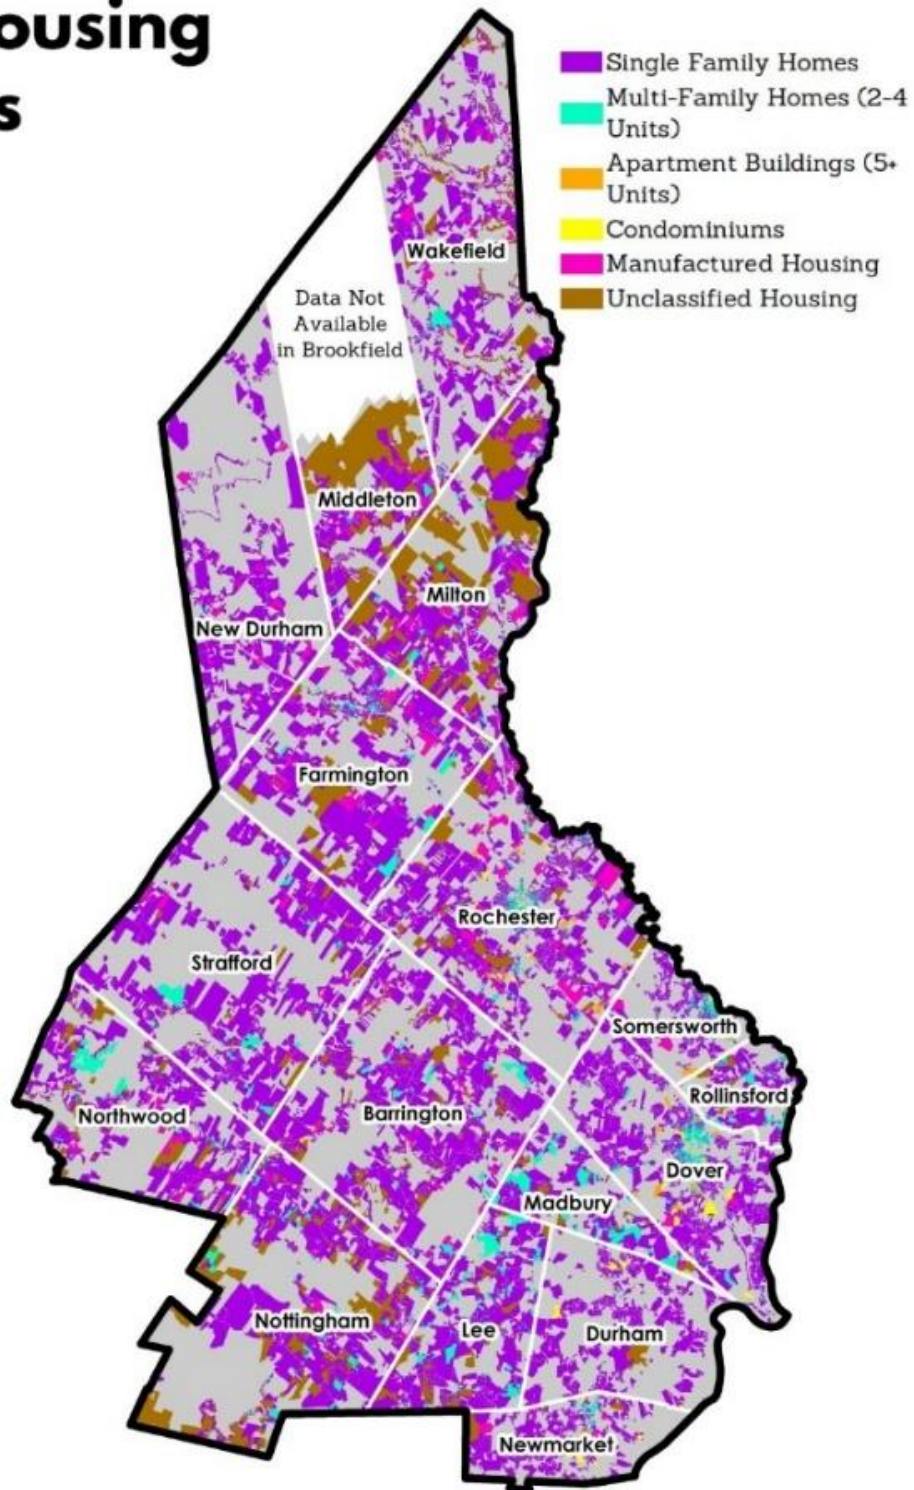 ousing
s
Single Family Homes
Multi-Family Homes (2-4
Units)
Apartment Buildings (5+
Units)
Condominiums
Manufactured Housing
Unclassified Housing
Wakefield
Data Not
Available
in Brookfield
Middleton
Milton
New Durham
Farmington
Rochester
Strafford
Somersworth
Rollinsford
Northwood
Barrington
Dover
Madbury
Nottingham
Lee
Durham
Newmarket